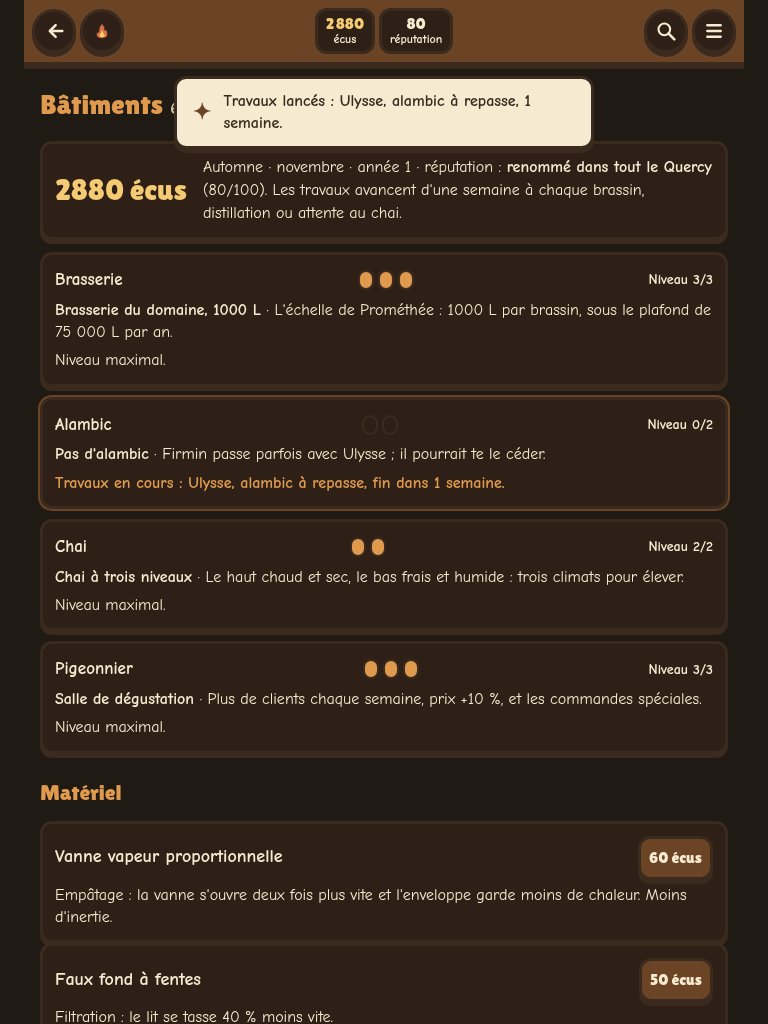 2880
écus
80
réputation
Bâtiments
Travaux lancés : Ulysse, alambic à repasse, 1
semaine.
2880 écus
Automne · novembre · année 1 · réputation : renommé dans tout le Quercy
(80/100). Les travaux avancent d'une semaine à chaque brassin,
distillation ou attente au chai.
Brasserie
Niveau 3/3
Brasserie du domaine, 1000 L · L'échelle de Prométhée : 1000 L par brassin, sous le plafond de
75 000 L par an.
Niveau maximal.
Alambic
Niveau 0/2
Pas d'alambic · Firmin passe parfois avec Ulysse ; il pourrait te le céder.
Travaux en cours : Ulysse, alambic à repasse, fin dans 1 semaine.
Chai
Niveau 2/2
Chai à trois niveaux · Le haut chaud et sec, le bas frais et humide : trois climats pour élever.
Niveau maximal.
Pigeonnier
Niveau 3/3
Salle de dégustation · Plus de clients chaque semaine, prix +10 %, et les commandes spéciales.
Niveau maximal.
Matériel
Vanne vapeur proportionnelle
60 écus
Empâtage : la vanne s'ouvre deux fois plus vite et l'enveloppe garde moins de chaleur. Moins
d'inertie.
Faux fond à fentes
50 écus
Filtration : le lit se tasse 40 % moins vite.